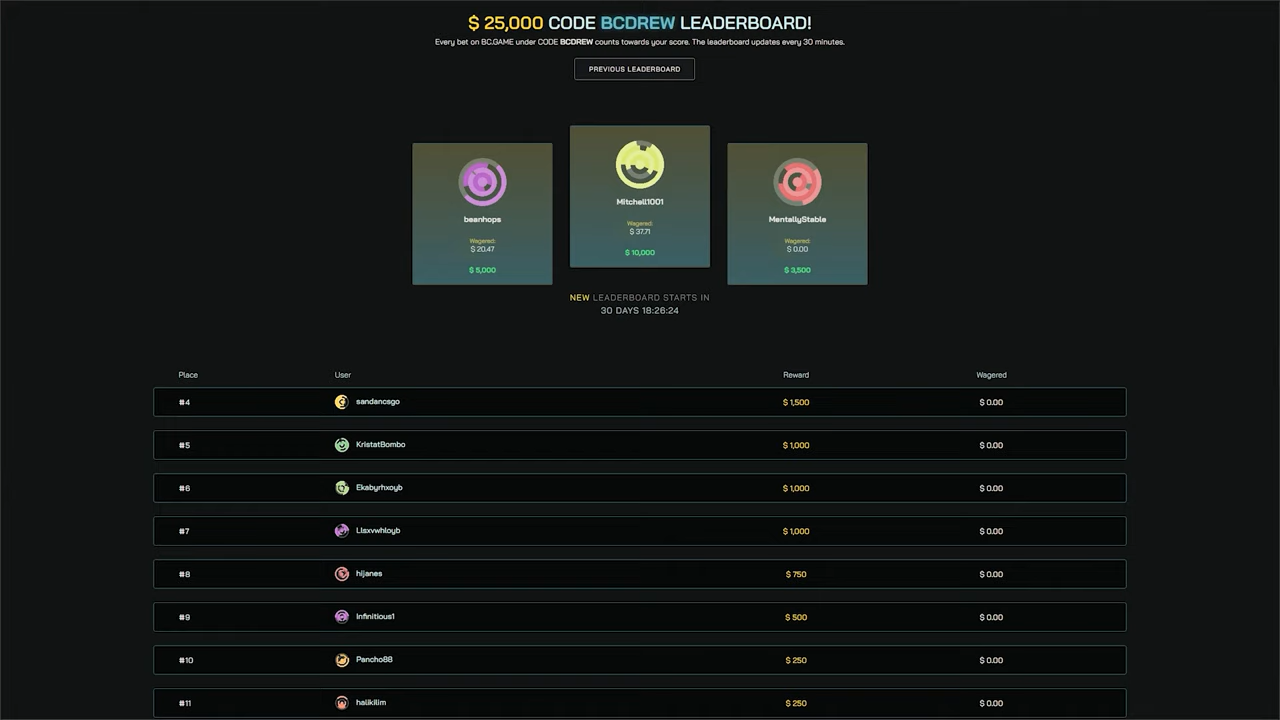 $ 25,000 CODE BCDREW LEADERBOARD!
Every bet on BC.GAME under CODE BCDREW counts towards your score. The leaderboard updates every 30 minutes.
PREVIOUS LEADERBOARD
beanhops
Wagered:
$ 20.47
$ 5,000
Mitchell1001
Wagered:
$ 37.71
$ 10,000
MentallyStable
Wagered:
$ 0.00
$ 3,500
NEW LEADERBOARD STARTS IN
30 DAYS 18:26:24
Place User Reward Wagered
#4 sandancsgo $ 1,500 $ 0.00
#5 KristatBombo $ 1,000 $ 0.00
#6 Ekabyrhxoyb $ 1,000 $ 0.00
#7 Llsxvwhloyb $ 1,000 $ 0.00
#8 hijanes $ 750 $ 0.00
#9 Infinitious1 $ 500 $ 0.00
#10 Pancho88 $ 250 $ 0.00
#11 halikilim $ 250 $ 0.00